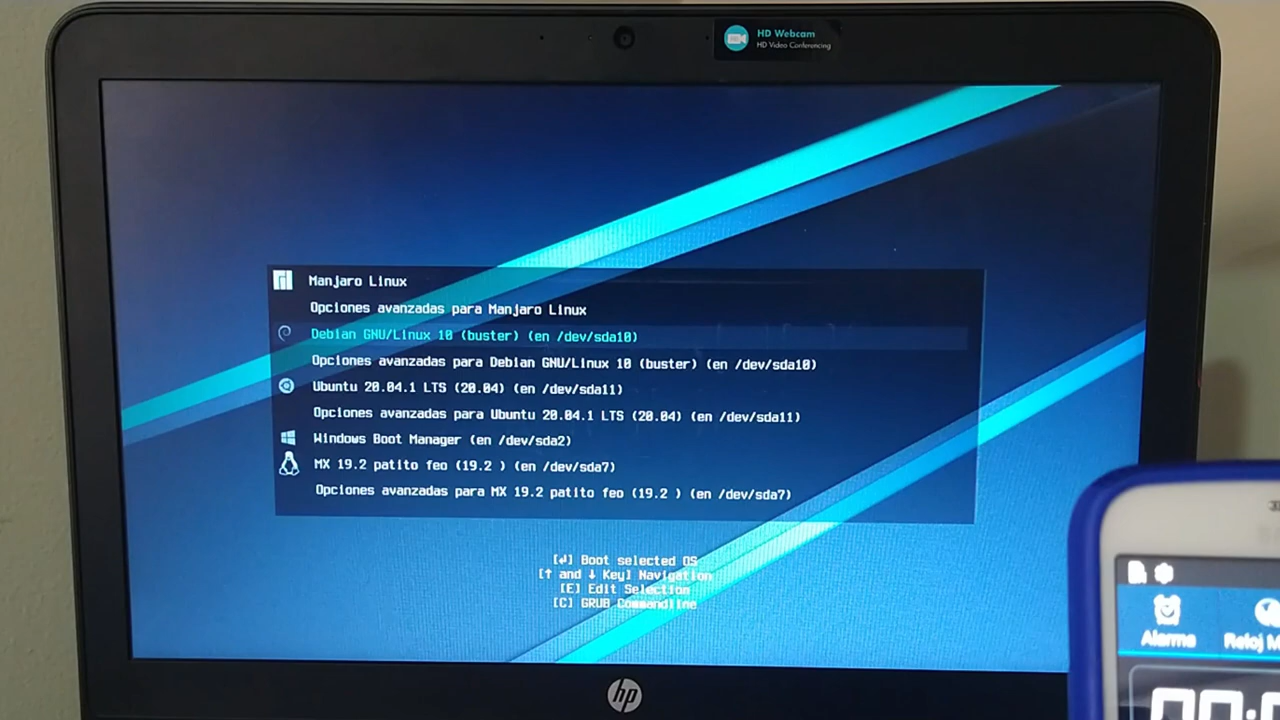 HD Webcam
HD Video Conferencing
Manjaro Linux
Opciones avanzadas para Manjaro Linux
Debian GNU/Linux 10 (buster) (en /dev/sda10)
Opciones avanzadas para Debian GNU/Linux 10 (buster) (en /dev/sda10)
Ubuntu 20.04.1 LTS (20.04) (en /dev/sda11)
Opciones avanzadas para Ubuntu 20.04.1 LTS (20.04) (en /dev/sda11)
Windows Boot Manager (en /dev/sda2)
MX 19.2 patito feo (19.2 ) (en /dev/sda7)
Opciones avanzadas para MX 19.2 patito feo (19.2 ) (en /dev/sda7)
[↲] Boot selected OS
[↑ and ↓ Key] Navigation
[E] Edit Selection
[C] GRUB Commandline
hp
Alarma
Reloj